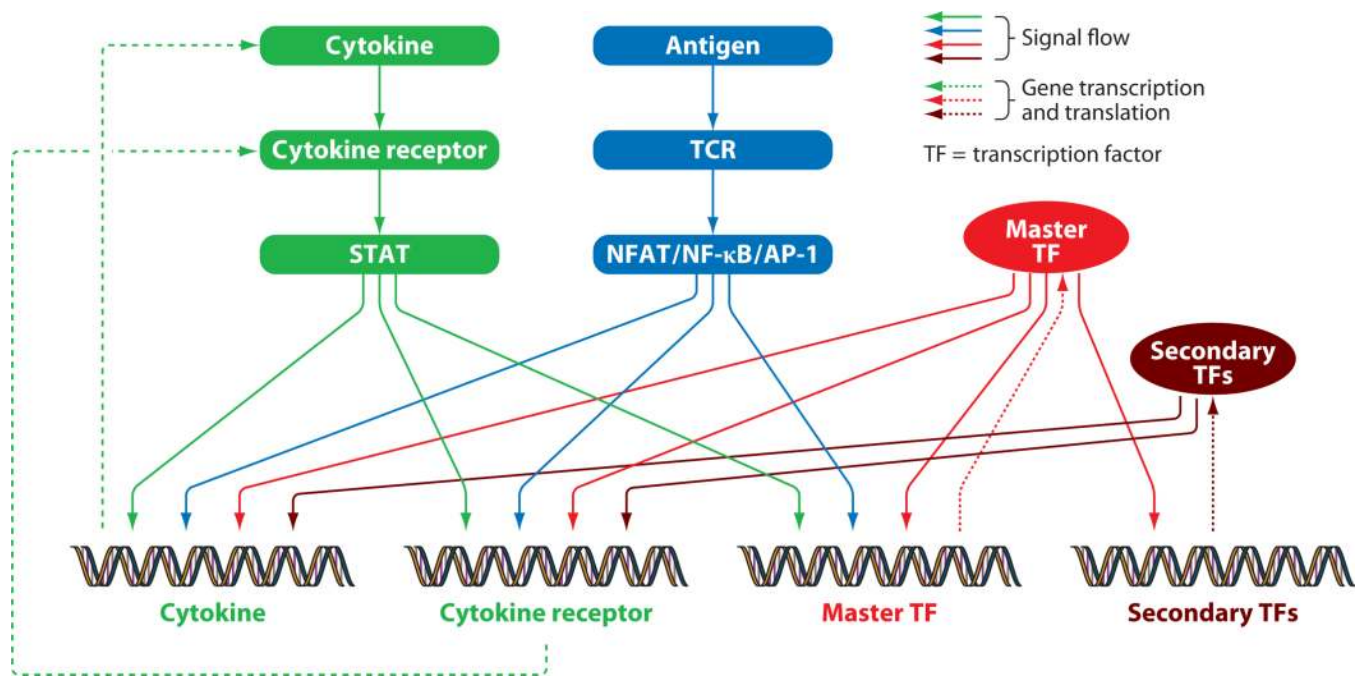 Cytokine
Antigen
Signal flow
Gene transcription
and translation
Cytokine receptor
TCR
TF = transcription factor
STAT
NFAT/NF-κB/AP-1
Master
TF
Secondary
TFs
Cytokine
Cytokine receptor
Master TF
Secondary TFs